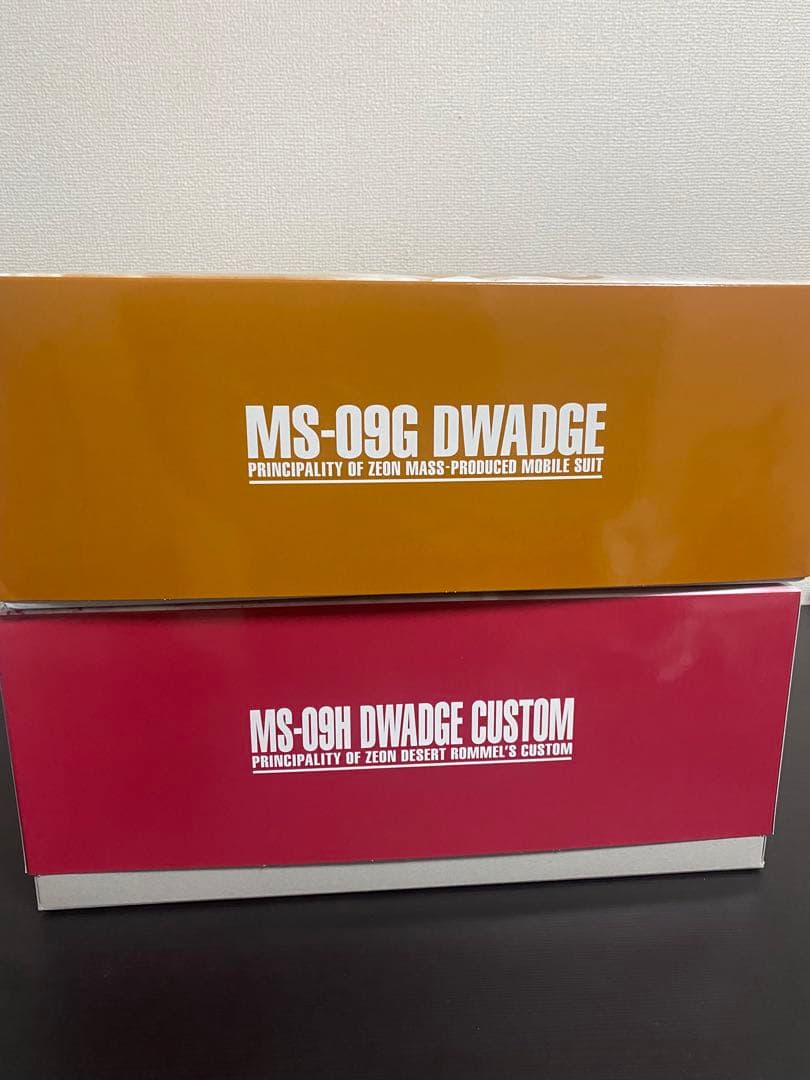 MS-09G DWADGE
PRINCIPALITY OF ZEON MASS-PRODUCED MOBILE SUIT
MS-09H DWADGE CUSTOM
PRINCIPALITY OF ZEON DESERT ROMMEL'S CUSTOM